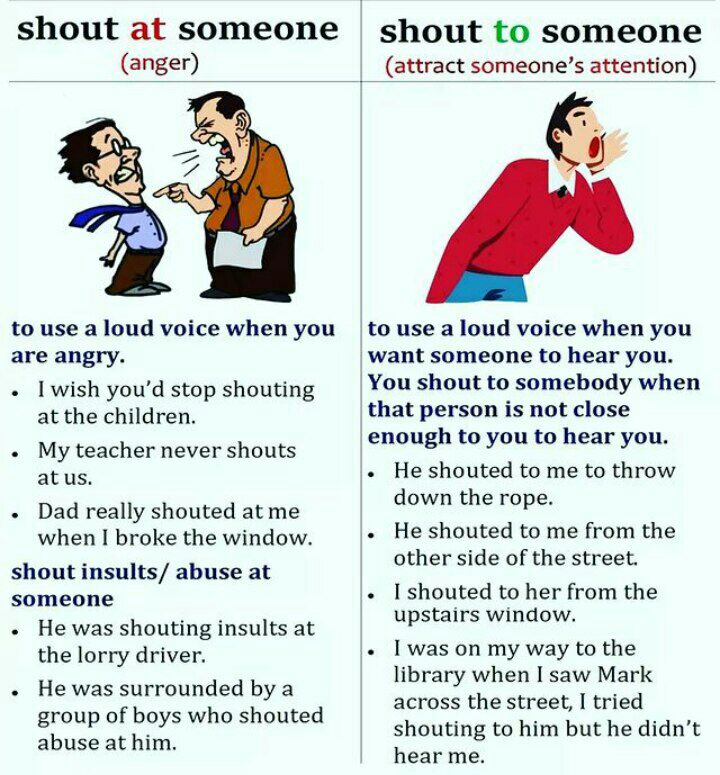 shout at someone
(anger)
to use a loud voice when you
are angry.
• I wish you'd stop shouting
at the children.
• My teacher never shouts
at us.
• Dad really shouted at me
when I broke the window.
shout insults/ abuse at
someone
• He was shouting insults at
the lorry driver.
• He was surrounded by a
group of boys who shouted
abuse at him.
shout to someone
(attract someone's attention)
to use a loud voice when you
want someone to hear you.
You shout to somebody when
that person is not close
enough to you to hear you.
• He shouted to me to throw
down the rope.
• He shouted to me from the
other side of the street.
• I shouted to her from the
upstairs window.
• I was on my way to the
library when I saw Mark
across the street, I tried
shouting to him but he didn't
hear me.